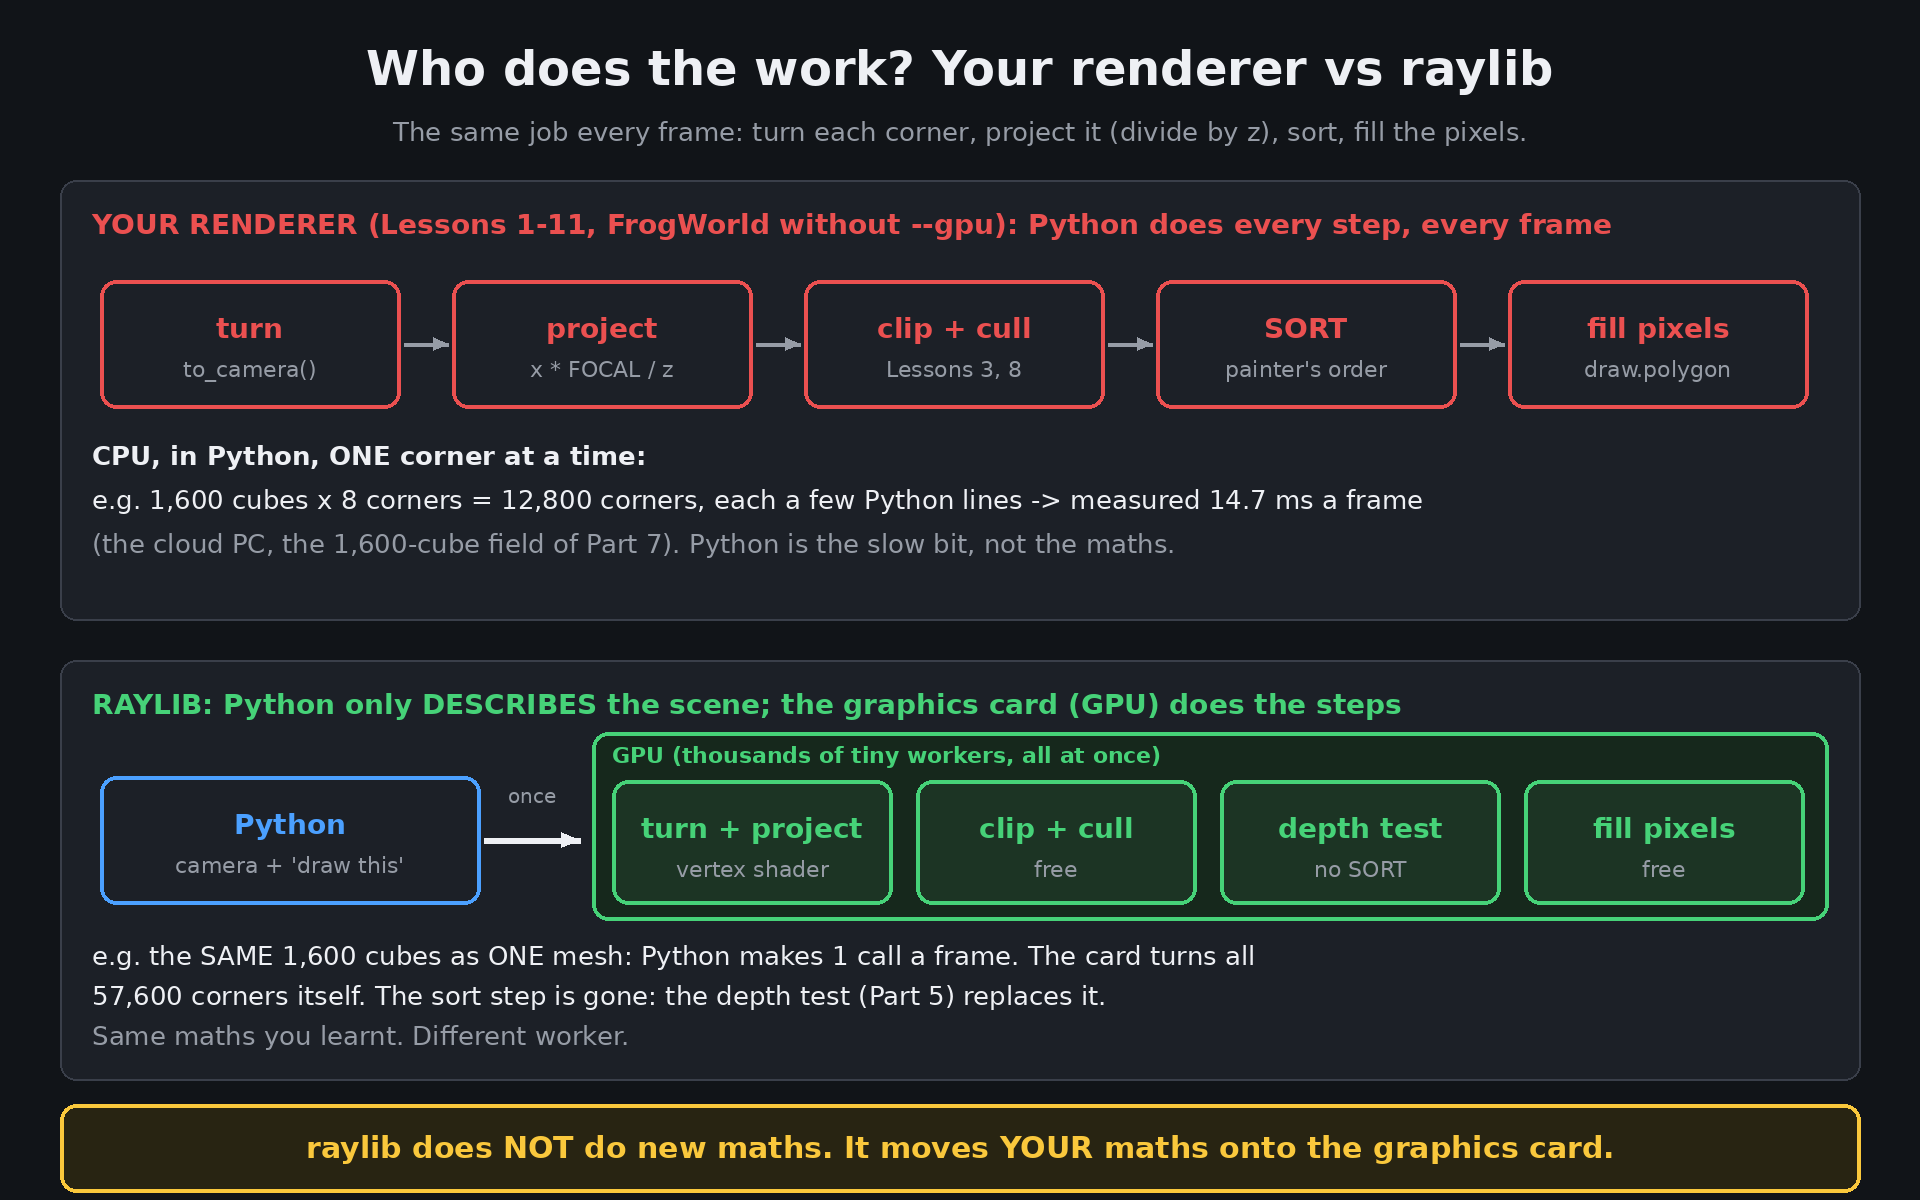 Who does the work? Your renderer vs raylib
The same job every frame: turn each corner, project it (divide by z), sort, fill the pixels.
YOUR RENDERER (Lessons 1-11, FrogWorld without --gpu): Python does every step, every frame
turn
to_camera()
project
x * FOCAL / z
clip + cull
Lessons 3, 8
SORT
painter's order
fill pixels
draw.polygon
CPU, in Python, ONE corner at a time:
e.g. 1,600 cubes x 8 corners = 12,800 corners, each a few Python lines -> measured 14.7 ms a frame
(the cloud PC, the 1,600-cube field of Part 7). Python is the slow bit, not the maths.
RAYLIB: Python only DESCRIBES the scene; the graphics card (GPU) does the steps
Python
camera + 'draw this'
once
GPU (thousands of tiny workers, all at once)
turn + project
vertex shader
clip + cull
free
depth test
no SORT
fill pixels
free
e.g. the SAME 1,600 cubes as ONE mesh: Python makes 1 call a frame. The card turns all
57,600 corners itself. The sort step is gone: the depth test (Part 5) replaces it.
Same maths you learnt. Different worker.
raylib does NOT do new maths. It moves YOUR maths onto the graphics card.